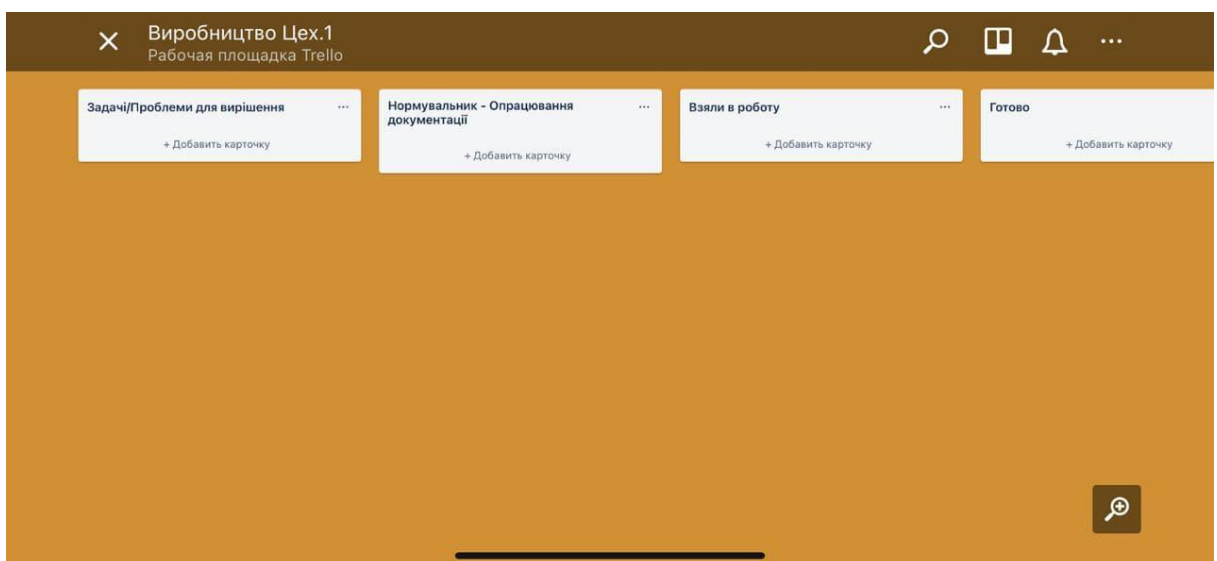 Виробництво Цех.1
Рабочая площадка Trello
Задачі/Проблеми для вирішення
+ Добавить карточку
Нормувальник - Опрацювання
документації
+ Добавить карточку
Взяли в роботу
+ Добавить карточку
Готово
+ Добавить карточку